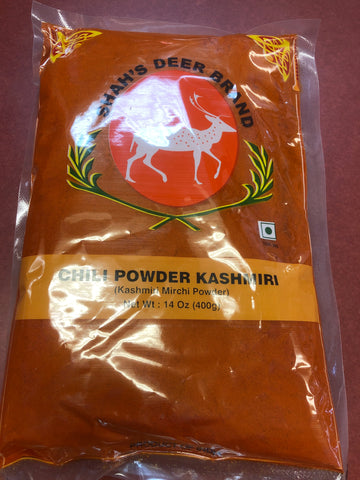 SHAH'S DEER BRAND
CHILI POWDER KASHMIRI
(Kashmiri Mirchi Powder)
Net Wt : 14 Oz (400g)